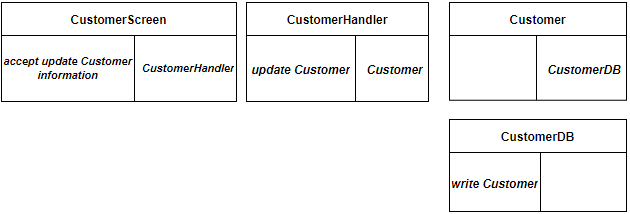 CustomerScreen
accept update Customer
information
CustomerHandler
CustomerHandler
update Customer
Customer
Customer
CustomerDB
CustomerDB
write Customer